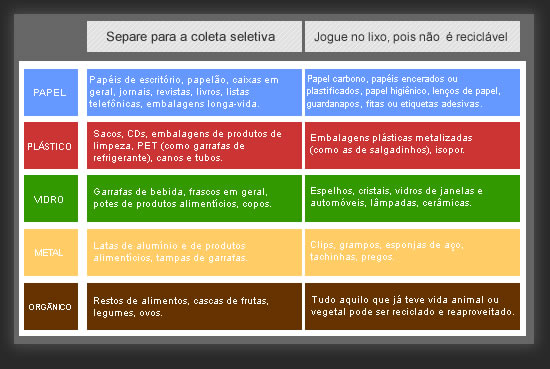 Separe para a coleta seletiva
Jogue no lixo, pois não é reciclável
PAPEL
Papéis de escritório, papelão, caixas em
geral, jornais, revistas, livros, listas
telefônicas, embalagens longa-vida.
Papel carbono, papéis encerados ou
plastificados, papel higiênico, lenços de papel,
guardanapos, fitas ou etiquetas adesivas.
PLÁSTICO
Sacos, CDs, embalagens de produtos de
limpeza, PET (como garrafas de
refrigerante), canos e tubos.
Embalagens plásticas metalizadas
(como as de salgadinhos), isopor.
VIDRO
Garrafas de bebida, frascos em geral,
potes de produtos alimentícios, copos.
Espelhos, cristais, vidros de janelas e
automóveis, lâmpadas, cerâmicas.
METAL
Latas de alumínio e de produtos
alimentícios, tampas de garrafas.
Clips, grampos, esponjas de aço,
tachinhas, pregos.
ORGÂNICO
Restos de alimentos, cascas de frutas,
legumes, ovos.
Tudo aquilo que já teve vida animal ou
vegetal pode ser reciclado e reaproveitado.